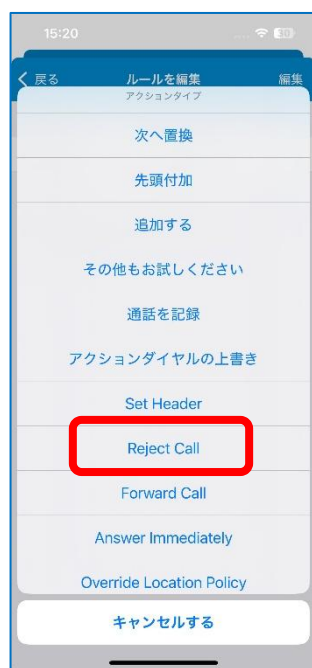 15:20
30
戻る
ルールを編集
編集
アクションタイプ
次へ置換
先頭付加
追加する
その他もお試しください
通話を記録
アクションダイヤルの上書き
Set Header
Reject Call
Forward Call
Answer Immediately
Override Location Policy
キャンセルする